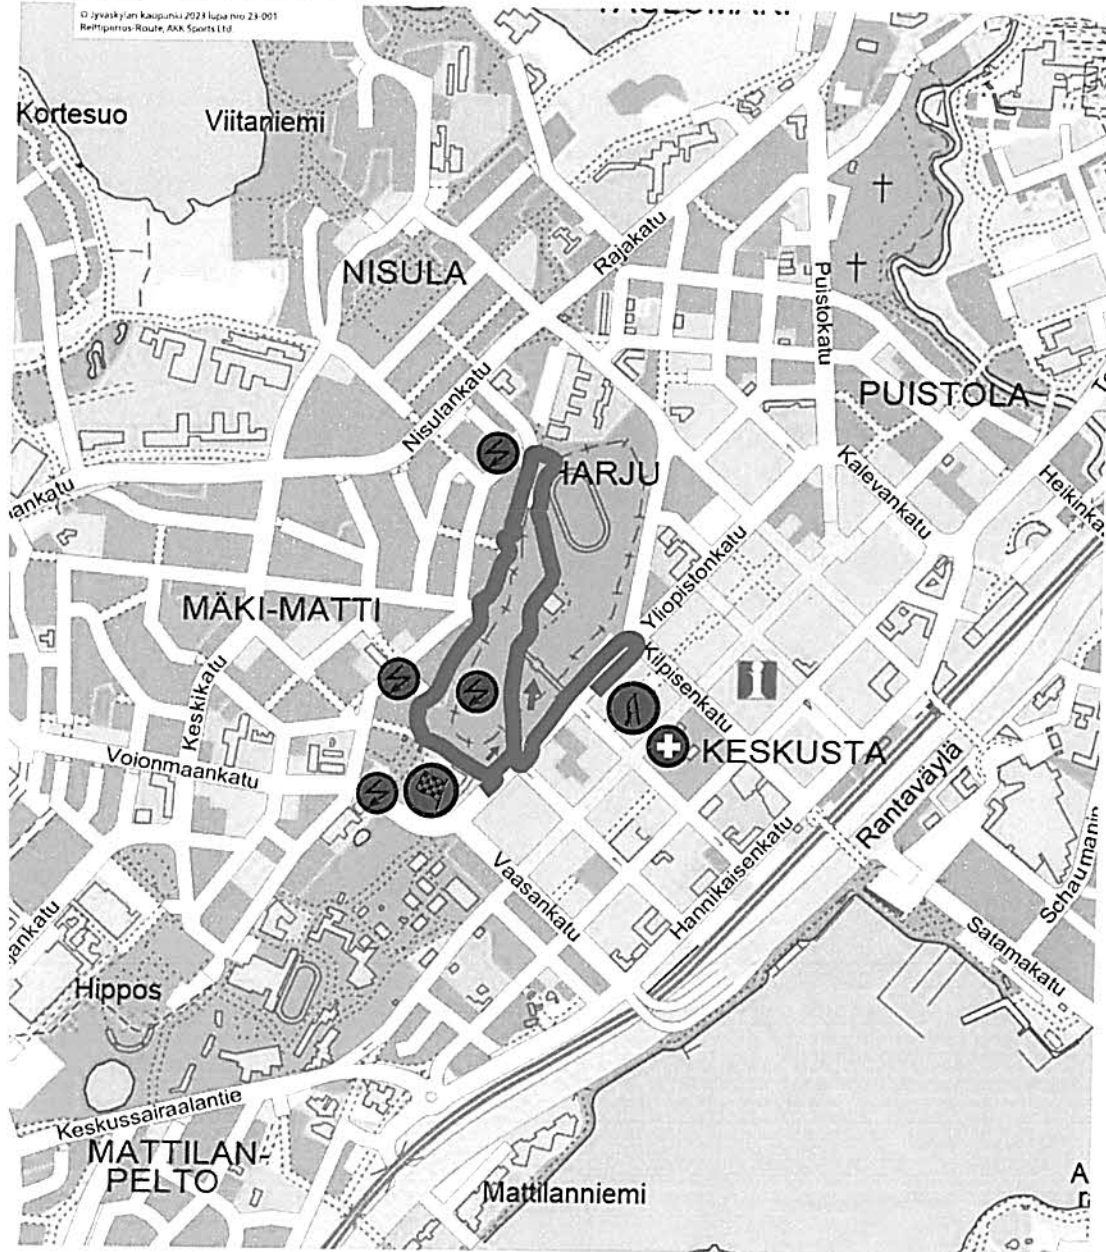 © Jyväskylän kaupunki 2023 lupa nro 23-001
Reittipiirros-Route, AKK Sports Ltd.
Kortesuo
Viitaniemi
NISULA
Rajakatu
Puistokatu
PUISTOLA
Nisulankatu
HARJU
Kalevankatu
Yliopistonkatu
MÄKI-MATTI
Kilpisenkatu
Keskikatu
Voionmaankatu
KESKUSTA
Rantaväylä
Vaasankatu
Hannikaisenkatu
Satamakatu
Hippos
Keskussairaalantie
MATTILAN-
PELTO
Mattilanniemi